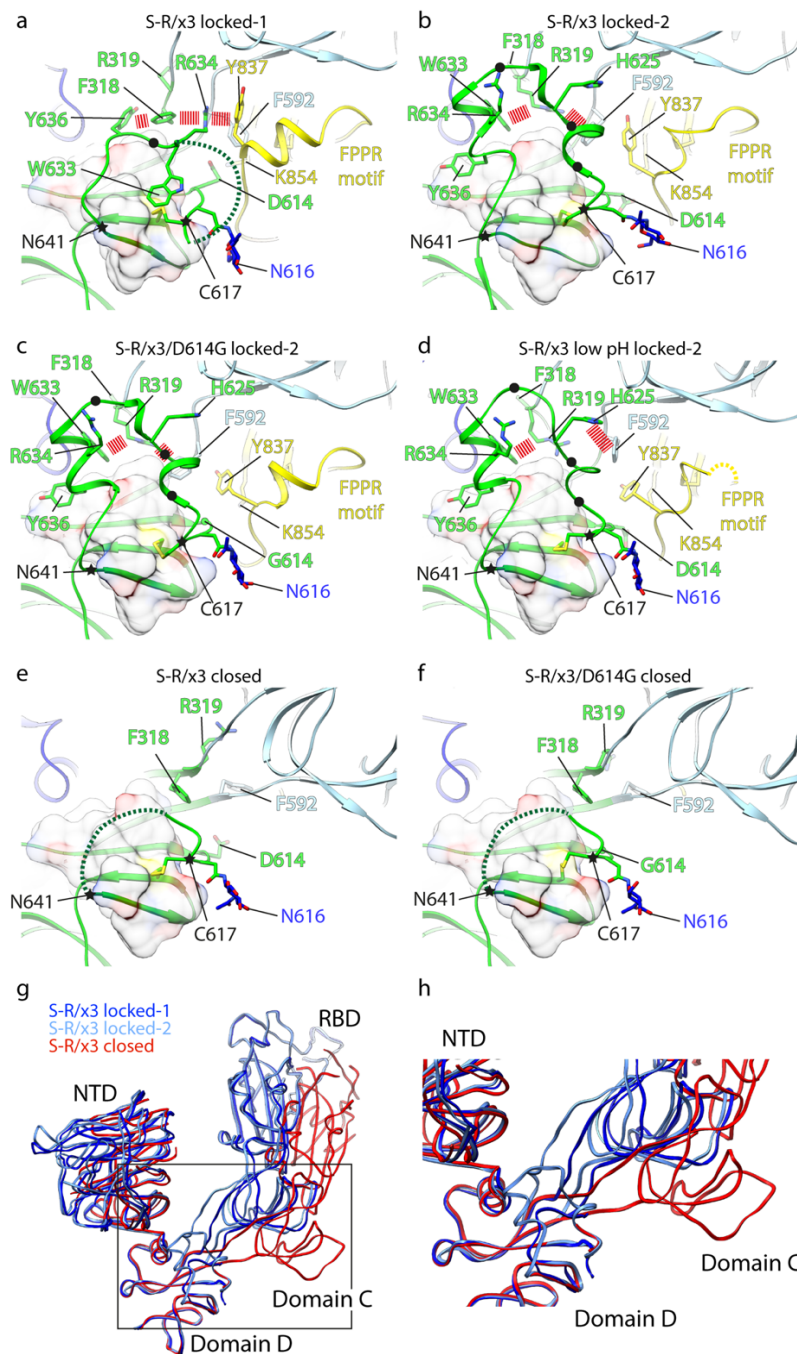 a
S-R/x3 locked-1
R319
F318
R634
Y837
F592
Y636
W633
K854
FPPR
motif
D614
N641
C617
N616
b
S-R/x3 locked-2
F318
R319
H625
W633
F592
Y837
R634
FPPR
motif
Y636
K854
D614
N641
C617
N616
c
S-R/x3/D614G locked-2
F318
R319
H625
W633
F592
R634
Y837
FPPR
motif
Y636
K854
G614
N641
C617
N616
d
S-R/x3 low pH locked-2
F318
R319
H625
W633
F592
R634
Y837
FPPR
motif
Y636
K854
D614
N641
C617
N616
e
S-R/x3 closed
R319
F318
F592
D614
N641
C617
N616
f
S-R/x3/D614G closed
R319
F318
F592
G614
N641
C617
N616
g
S-R/x3 locked-1
S-R/x3 locked-2
S-R/x3 closed
RBD
NTD
Domain C
Domain D
h
NTD
Domain C
Domain D